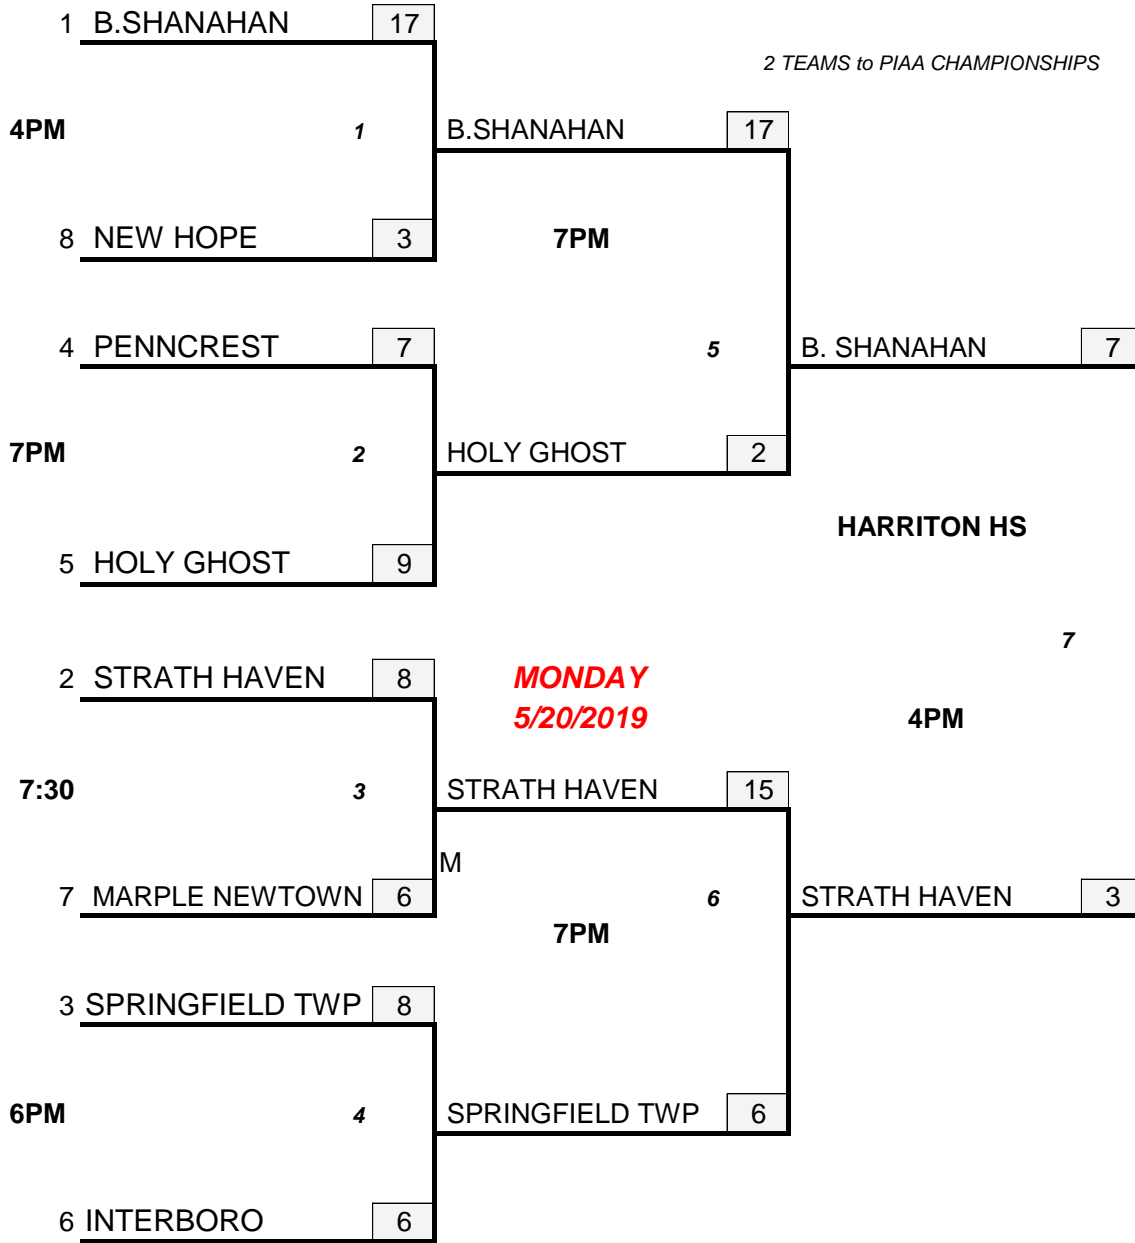 1 B.SHANAHAN 17
2 TEAMS to PIAA CHAMPIONSHIPS
4PM 1 B.SHANAHAN 17
8 NEW HOPE 3 7PM
4 PENNCREST 7 5 B. SHANAHAN 7
7PM 2 HOLY GHOST 2
HARRITON HS
5 HOLY GHOST 9
7
2 STRATH HAVEN 8 MONDAY
5/20/2019 4PM
7:30 3 STRATH HAVEN 15
M
7 MARPLE NEWTOWN 6 6 STRATH HAVEN 3
7PM
3 SPRINGFIELD TWP 8
6PM 4 SPRINGFIELD TWP 6
6 INTERBORO 6